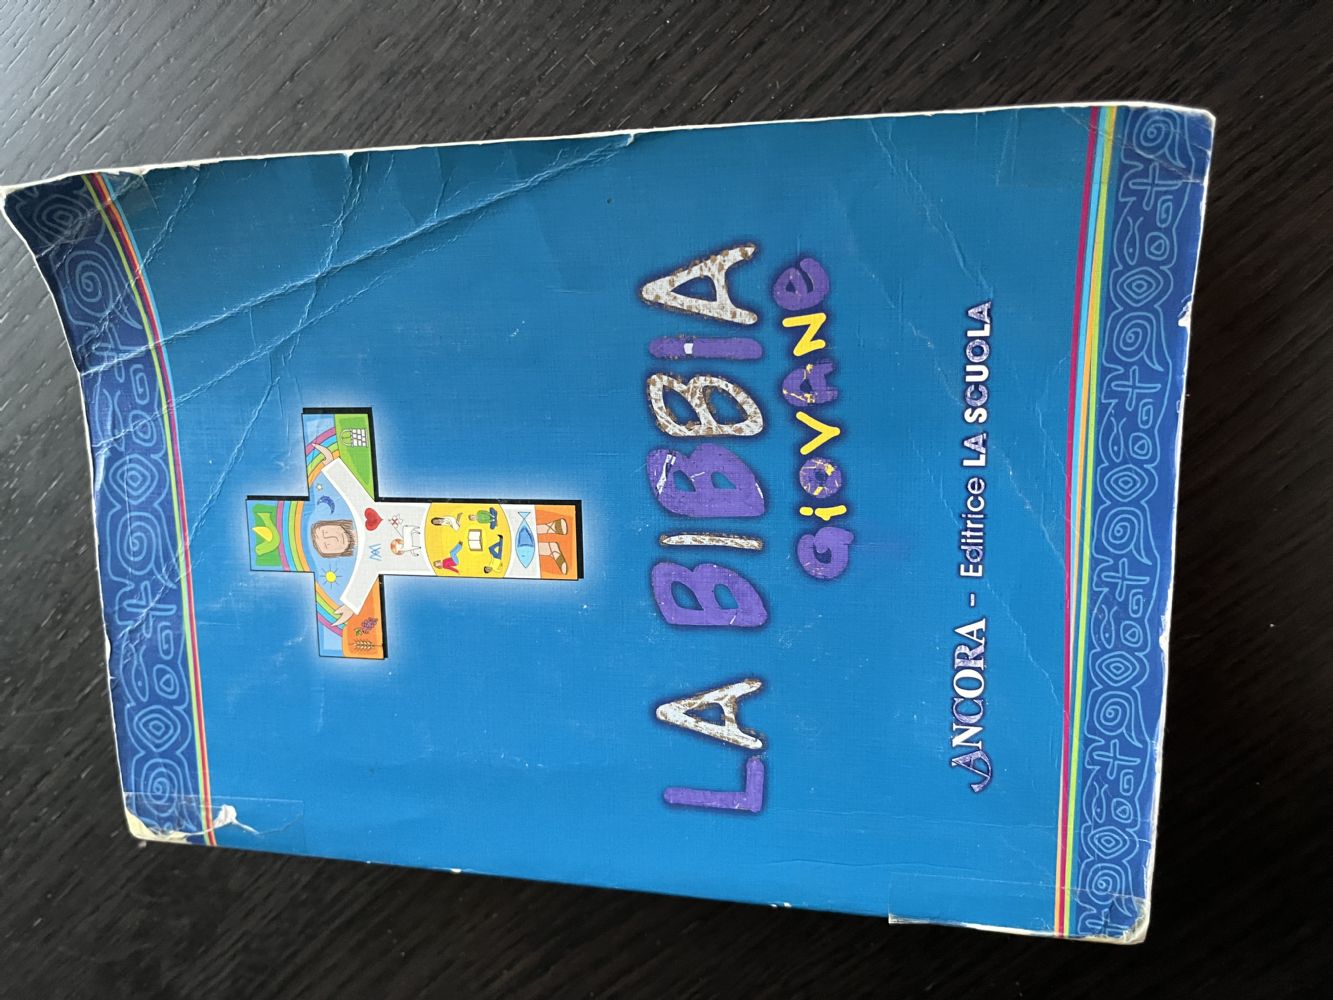 LA BIBBIA
GiOVANe
ANCORA - Editrice LA SCUOLA